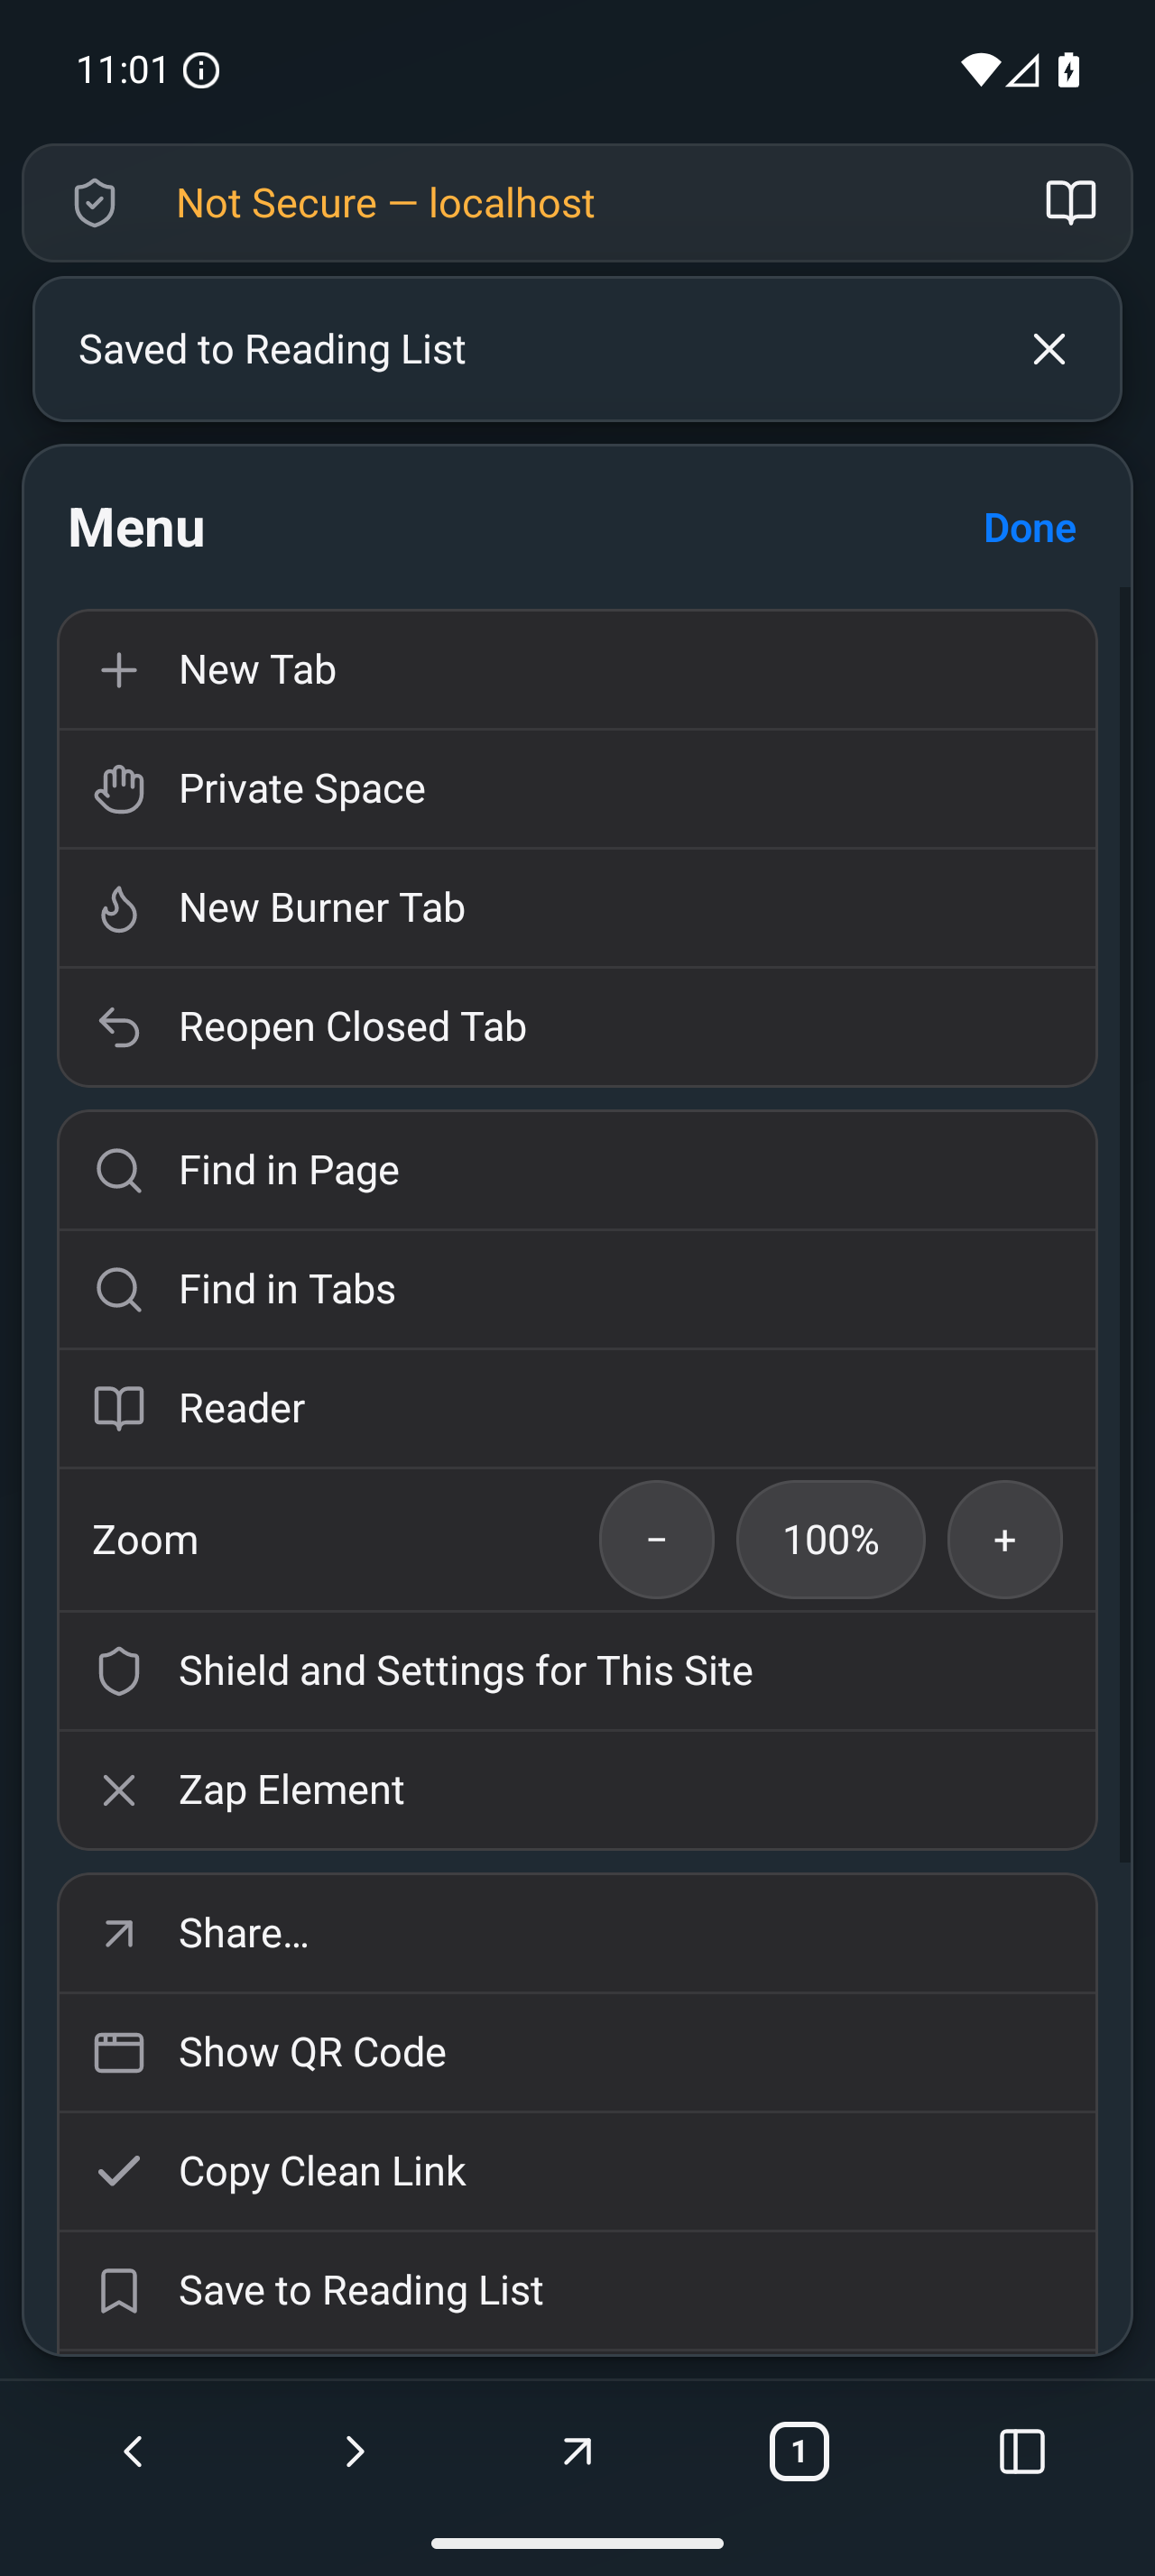 11:01
Not Secure — localhost
Saved to Reading List
Menu
Done
New Tab
Private Space
New Burner Tab
Reopen Closed Tab
Find in Page
Find in Tabs
Reader
Zoom − 100% +
Shield and Settings for This Site
Zap Element
Share…
Show QR Code
Copy Clean Link
Save to Reading List
1